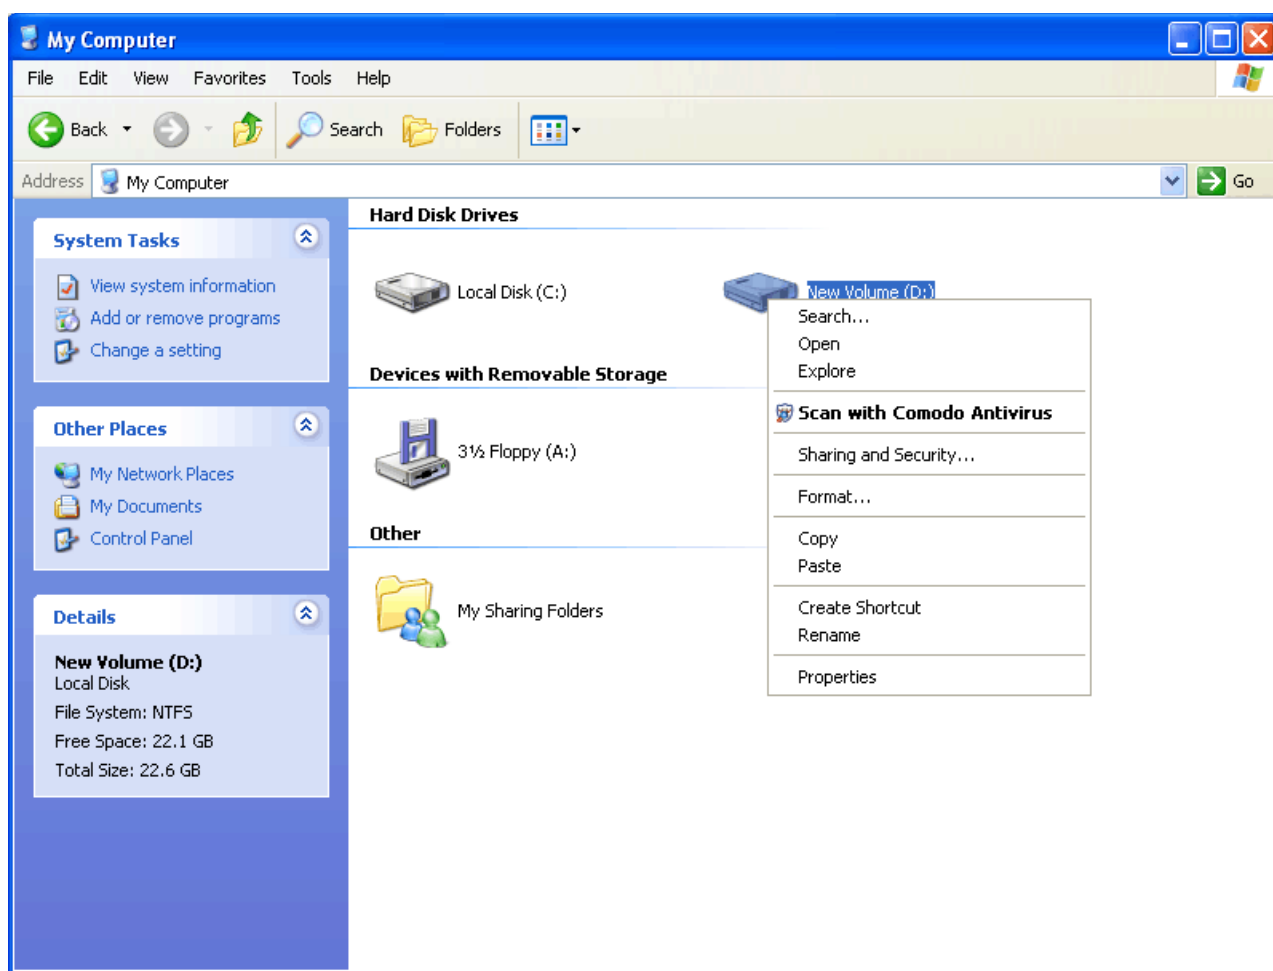 My Computer
File Edit View Favorites Tools Help
Back Search Folders
Address My Computer Go
System Tasks
View system information
Add or remove programs
Change a setting
Other Places
My Network Places
My Documents
Control Panel
Details
New Volume (D:)
Local Disk
File System: NTFS
Free Space: 22.1 GB
Total Size: 22.6 GB
Hard Disk Drives
Local Disk (C:) New Volume (D:)
Devices with Removable Storage
3½ Floppy (A:)
Other
My Sharing Folders
Search...
Open
Explore
Scan with Comodo Antivirus
Sharing and Security...
Format...
Copy
Paste
Create Shortcut
Rename
Properties